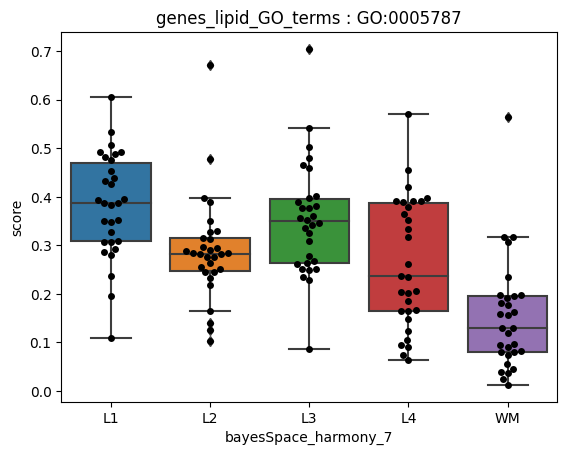 genes_lipid_GO_terms : GO:0005787
score
0.7
0.6
0.5
0.4
0.3
0.2
0.1
0.0
L1 L2 L3 L4 WM
bayesSpace_harmony_7